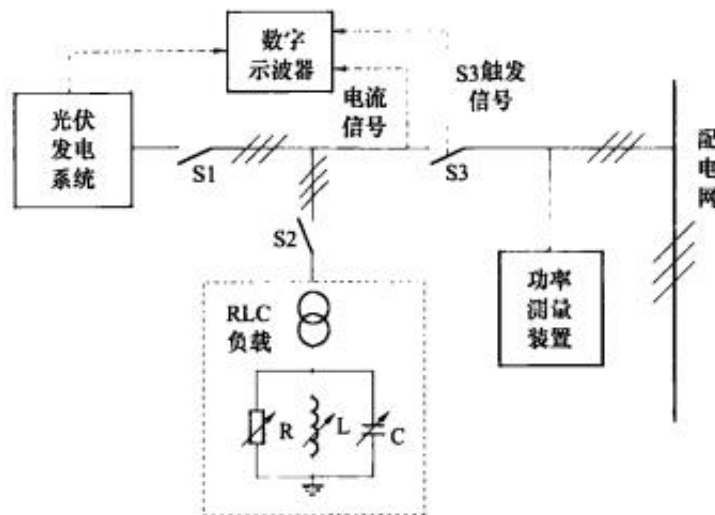 数字
示波器
S3触发
信号
电流
信号
光伏
发电
系统
S1
S3
配
电
网
S2
RLC
负载
功率
测量
装置
R
L
C